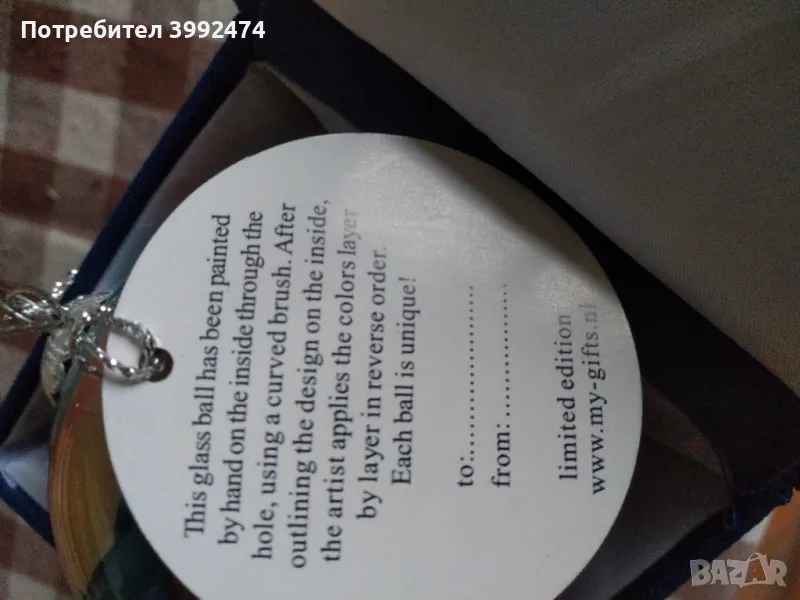 Потребител 3992474
This glass ball has been painted
by hand on the inside through the
hole, using a curved brush. After
outlining the design on the inside,
the artist applies the colors layer
by layer in reverse order.
Each ball is unique!
to:........................
from:..................
limited edition
www.my-gifts.nl
BAZAR